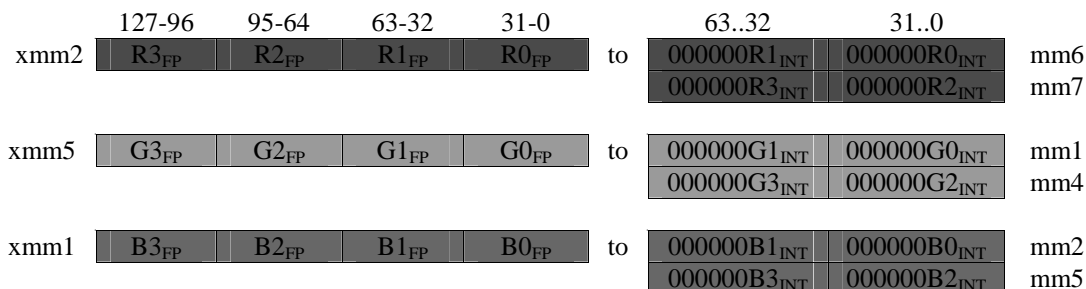 127-96 95-64 63-32 31-0 63..32 31..0
xmm2 R3FP R2FP R1FP R0FP to 000000R1INT 000000R0INT mm6
000000R3INT 000000R2INT mm7
xmm5 G3FP G2FP G1FP G0FP to 000000G1INT 000000G0INT mm1
000000G3INT 000000G2INT mm4
xmm1 B3FP B2FP B1FP B0FP to 000000B1INT 000000B0INT mm2
000000B3INT 000000B2INT mm5